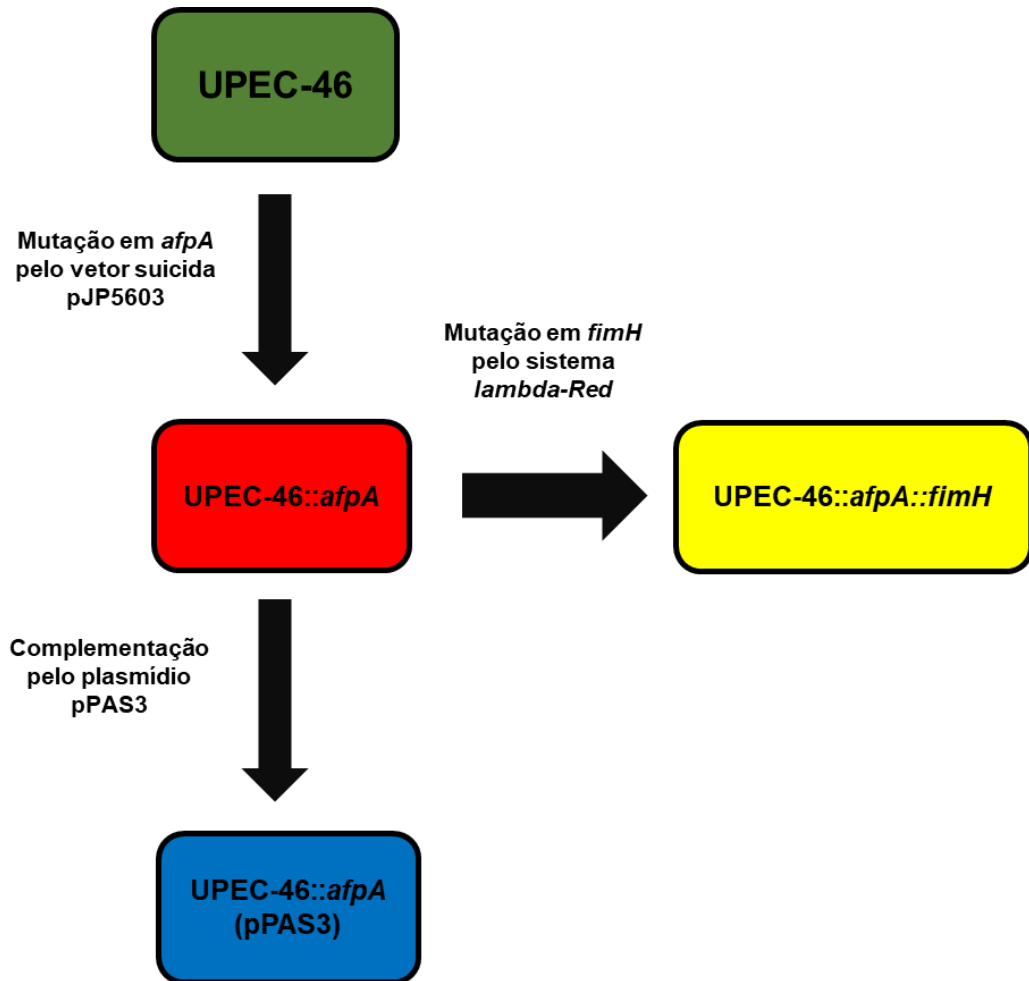 UPEC-46
Mutação em afpA
pelo vetor suicida
pJP5603
Mutação em fimH
pelo sistema
lambda-Red
UPEC-46::afpA
UPEC-46::afpA::fimH
Complementação
pelo plasmídio
pPAS3
UPEC-46::afpA
(pPAS3)